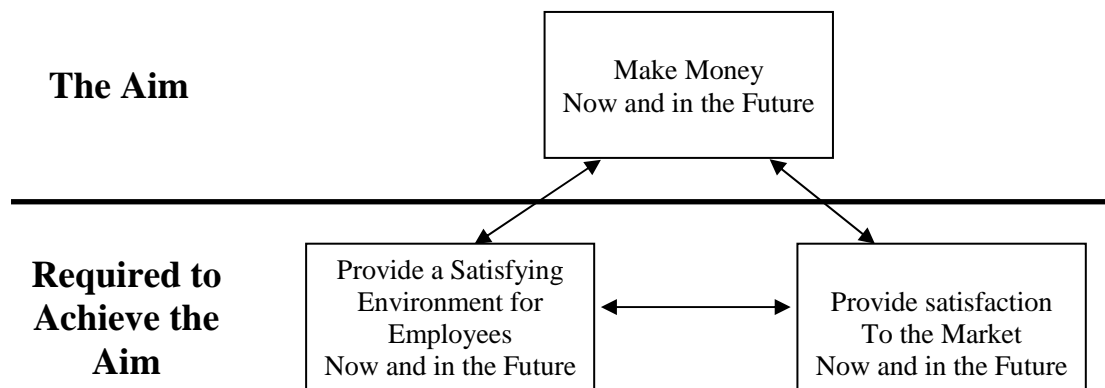 The Aim
Make Money
Now and in the Future
Required to
Achieve the
Aim
Provide a Satisfying
Environment for
Employees
Now and in the Future
Provide satisfaction
To the Market
Now and in the Future